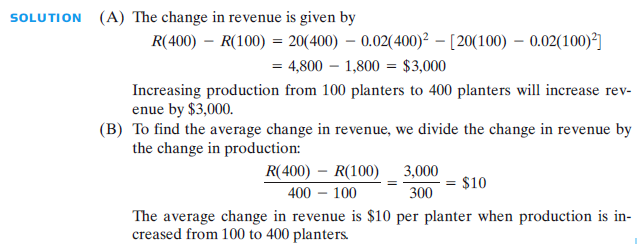 SOLUTION (A) The change in revenue is given by
R(400) − R(100) = 20(400) − 0.02(400)² − [20(100) − 0.02(100)²]
= 4,800 − 1,800 = $3,000
Increasing production from 100 planters to 400 planters will increase rev-
enue by $3,000.
(B) To find the average change in revenue, we divide the change in revenue by
the change in production:
R(400) − R(100) / 400 − 100 = 3,000 / 300 = $10
The average change in revenue is $10 per planter when production is in-
creased from 100 to 400 planters.